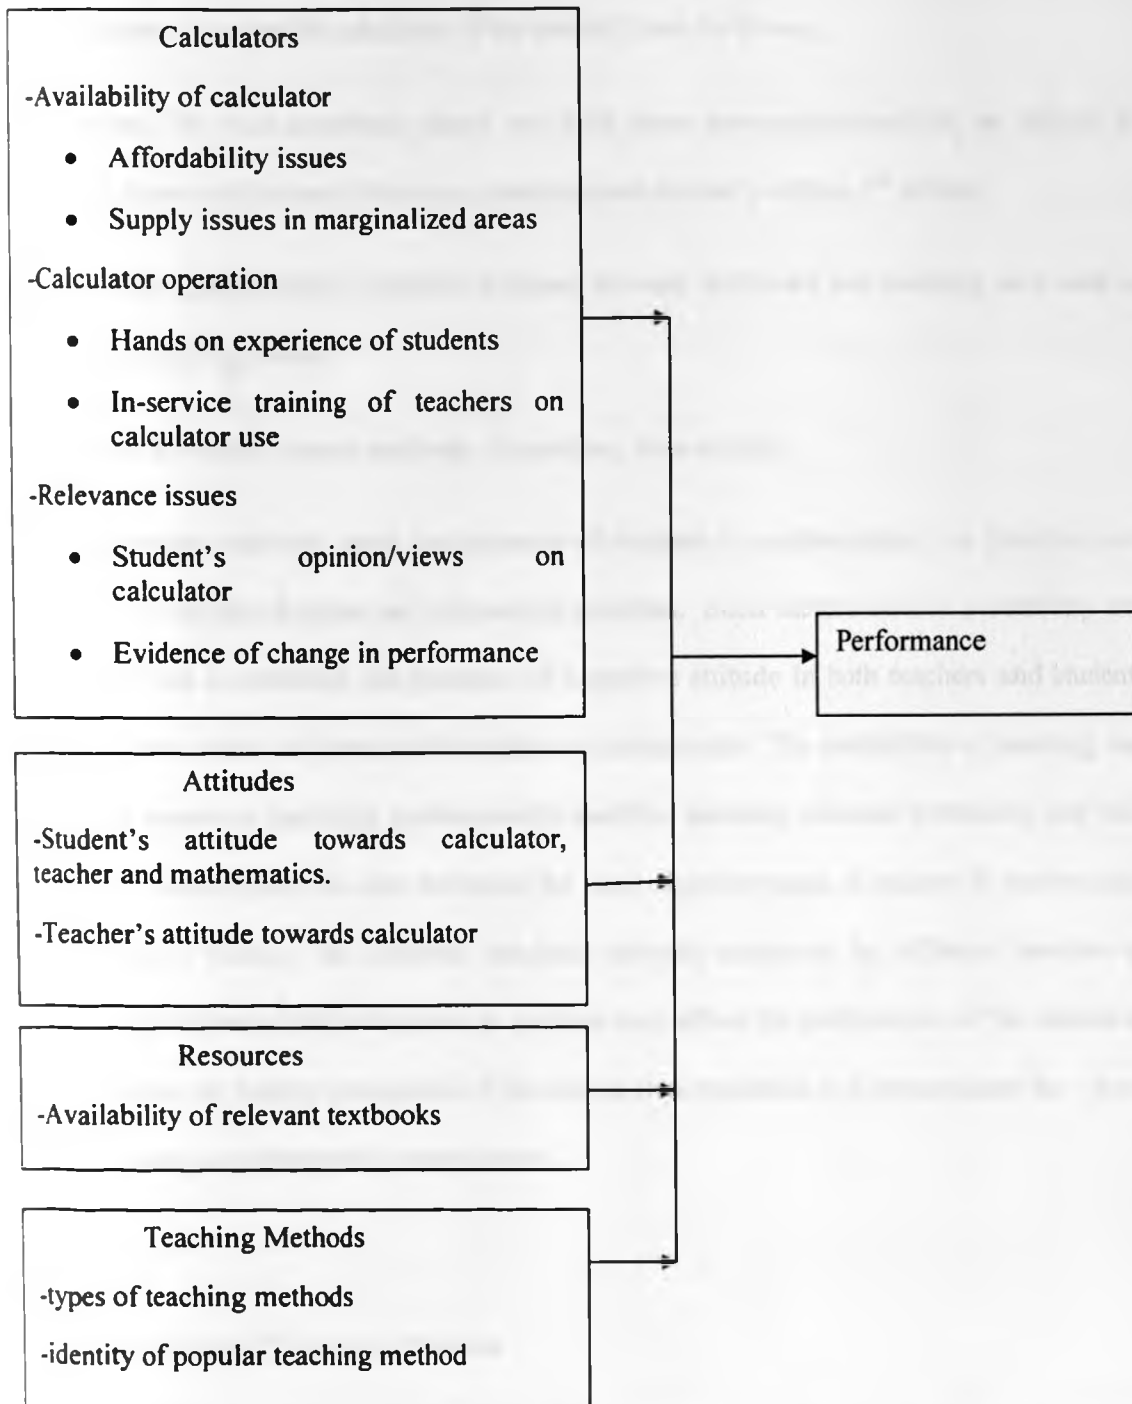 Calculators
-Availability of calculator
• Affordability issues
• Supply issues in marginalized areas
-Calculator operation
• Hands on experience of students
• In-service training of teachers on
calculator use
-Relevance issues
• Student's opinion/views on
calculator
• Evidence of change in performance
Performance
Attitudes
-Student's attitude towards calculator,
teacher and mathematics.
-Teacher's attitude towards calculator
Resources
-Availability of relevant textbooks
Teaching Methods
-types of teaching methods
-identity of popular teaching method